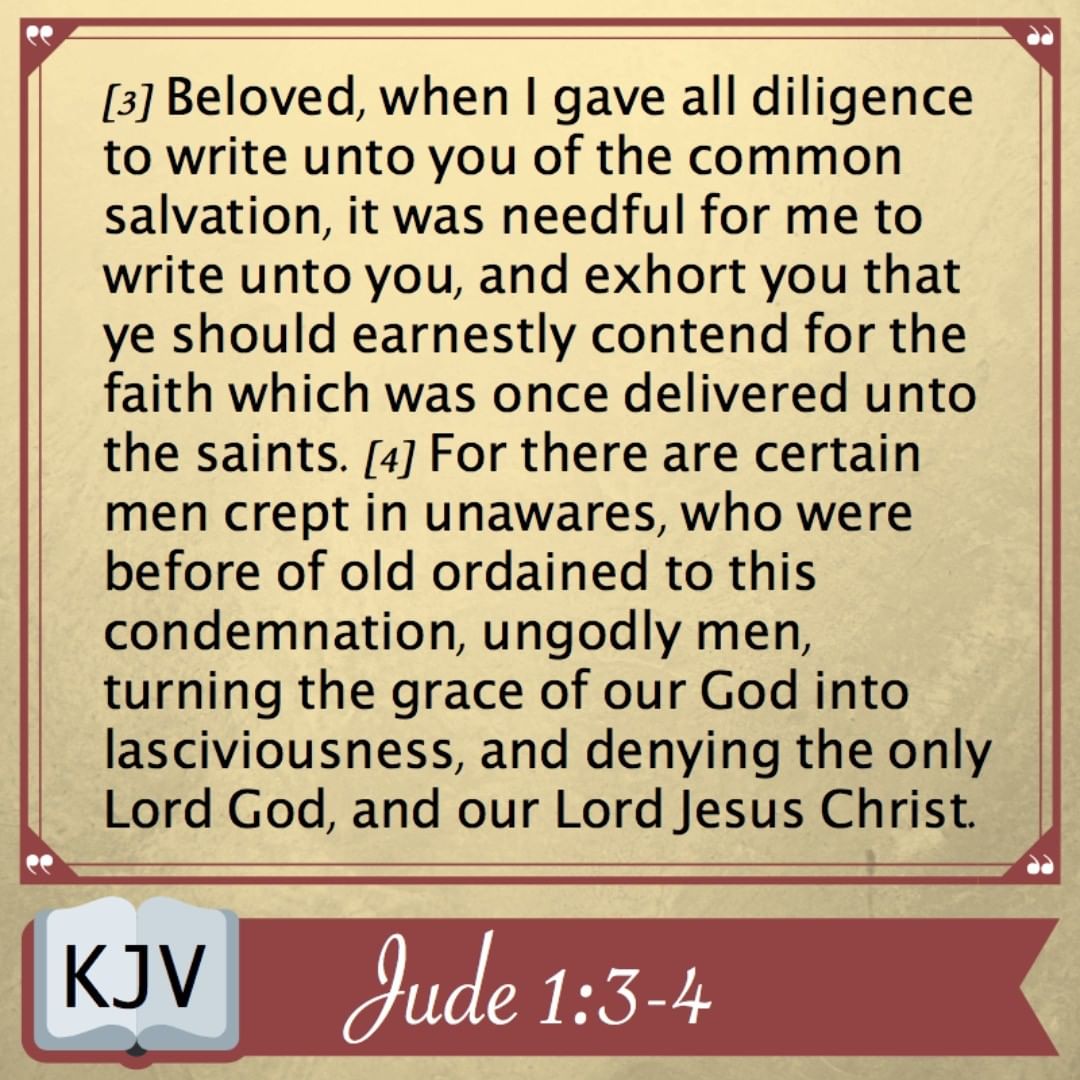 [3] Beloved, when I gave all diligence
to write unto you of the common
salvation, it was needful for me to
write unto you, and exhort you that
ye should earnestly contend for the
faith which was once delivered unto
the saints. [4] For there are certain
men crept in unawares, who were
before of old ordained to this
condemnation, ungodly men,
turning the grace of our God into
lasciviousness, and denying the only
Lord God, and our Lord Jesus Christ.
KJV
Jude 1:3-4